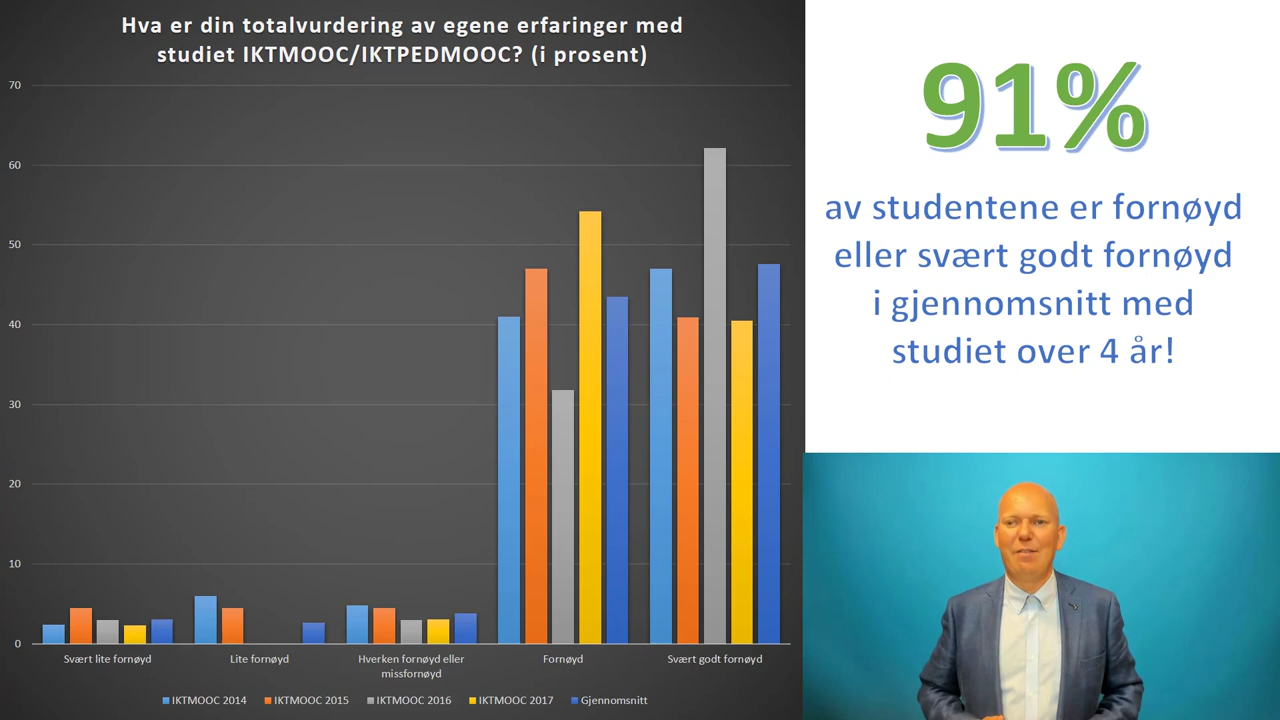 Hva er din totalvurdering av egene erfaringer med
studiet IKTMOOC/IKTPEDMOOC? (i prosent)
70
60
50
40
30
20
10
0
Svært lite fornøyd
Lite fornøyd
Hverken fornøyd eller
missfornøyd
Fornøyd
Svært godt fornøyd
IKTMOOC 2014
IKTMOOC 2015
IKTMOOC 2016
IKTMOOC 2017
Gjennomsnitt
91%
av studentene er fornøyd
eller svært godt fornøyd
i gjennomsnitt med
studiet over 4 år!